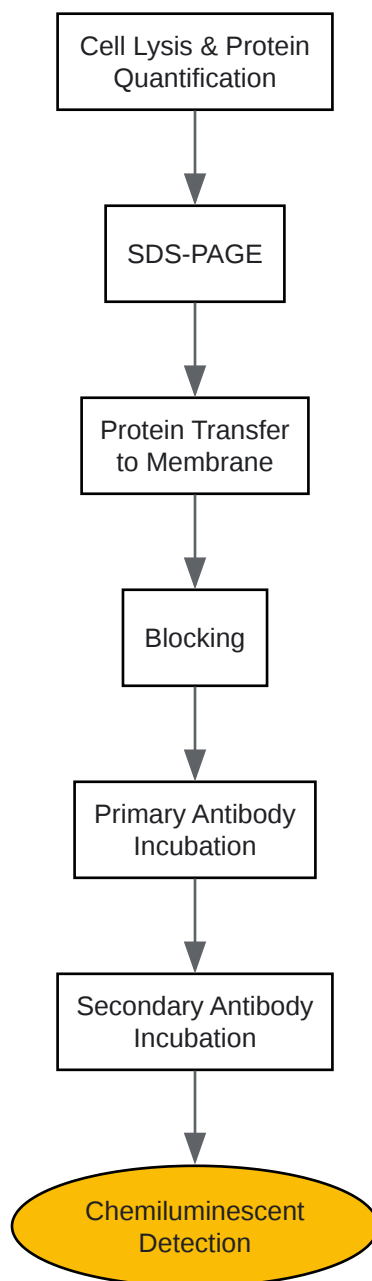 Cell Lysis & Protein
Quantification
SDS-PAGE
Protein Transfer
to Membrane
Blocking
Primary Antibody
Incubation
Secondary Antibody
Incubation
Chemiluminescent
Detection